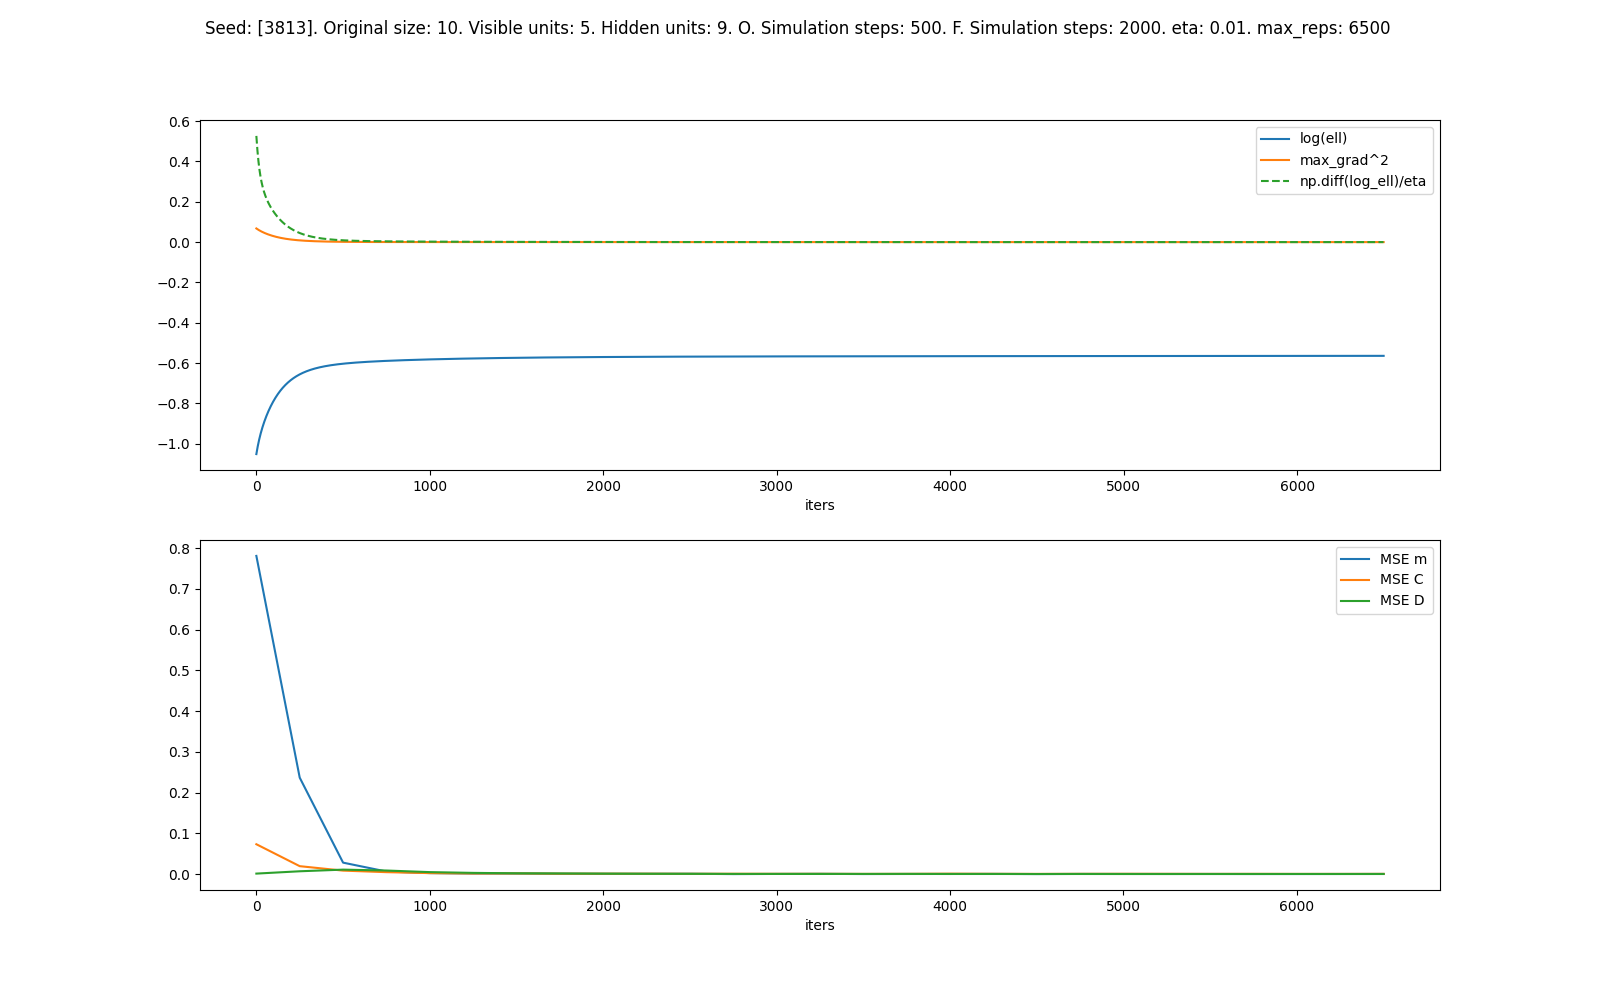 Seed: [3813]. Original size: 10. Visible units: 5. Hidden units: 9. O. Simulation steps: 500. F. Simulation steps: 2000. eta: 0.01. max_reps: 6500
0.6
0.4
0.2
0.0
−0.2
−0.4
−0.6
−0.8
−1.0
log(ell)
max_grad^2
np.diff(log_ell)/eta
0 1000 2000 3000 4000 5000 6000
iters
0.8
0.7
0.6
0.5
0.4
0.3
0.2
0.1
0.0
MSE m
MSE C
MSE D
0 1000 2000 3000 4000 5000 6000
iters